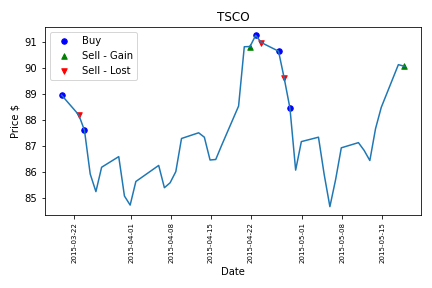 TSCO
Buy
Sell - Gain
Sell - Lost
Price $
91
90
89
88
87
86
85
2015-03-22
2015-04-01
2015-04-08
2015-04-15
2015-04-22
2015-05-01
2015-05-08
2015-05-15
Date